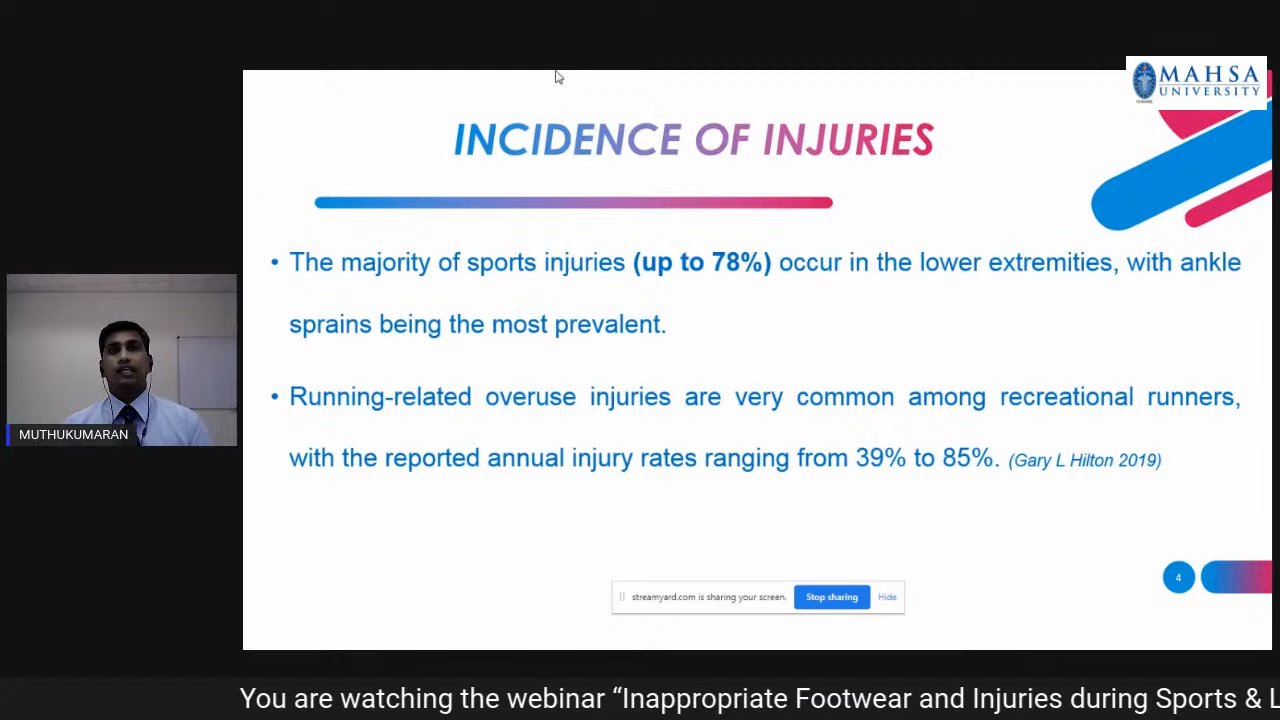 MAHSA
UNIVERSITY
INCIDENCE OF INJURIES
• The majority of sports injuries (up to 78%) occur in the lower extremities, with ankle
sprains being the most prevalent.
• Running-related overuse injuries are very common among recreational runners,
with the reported annual injury rates ranging from 39% to 85%. (Gary L Hilton 2019)
MUTHUKUMARAN
4
streamyard.com is sharing your screen. Stop sharing Hide
You are watching the webinar “Inappropriate Footwear and Injuries during Sports & L